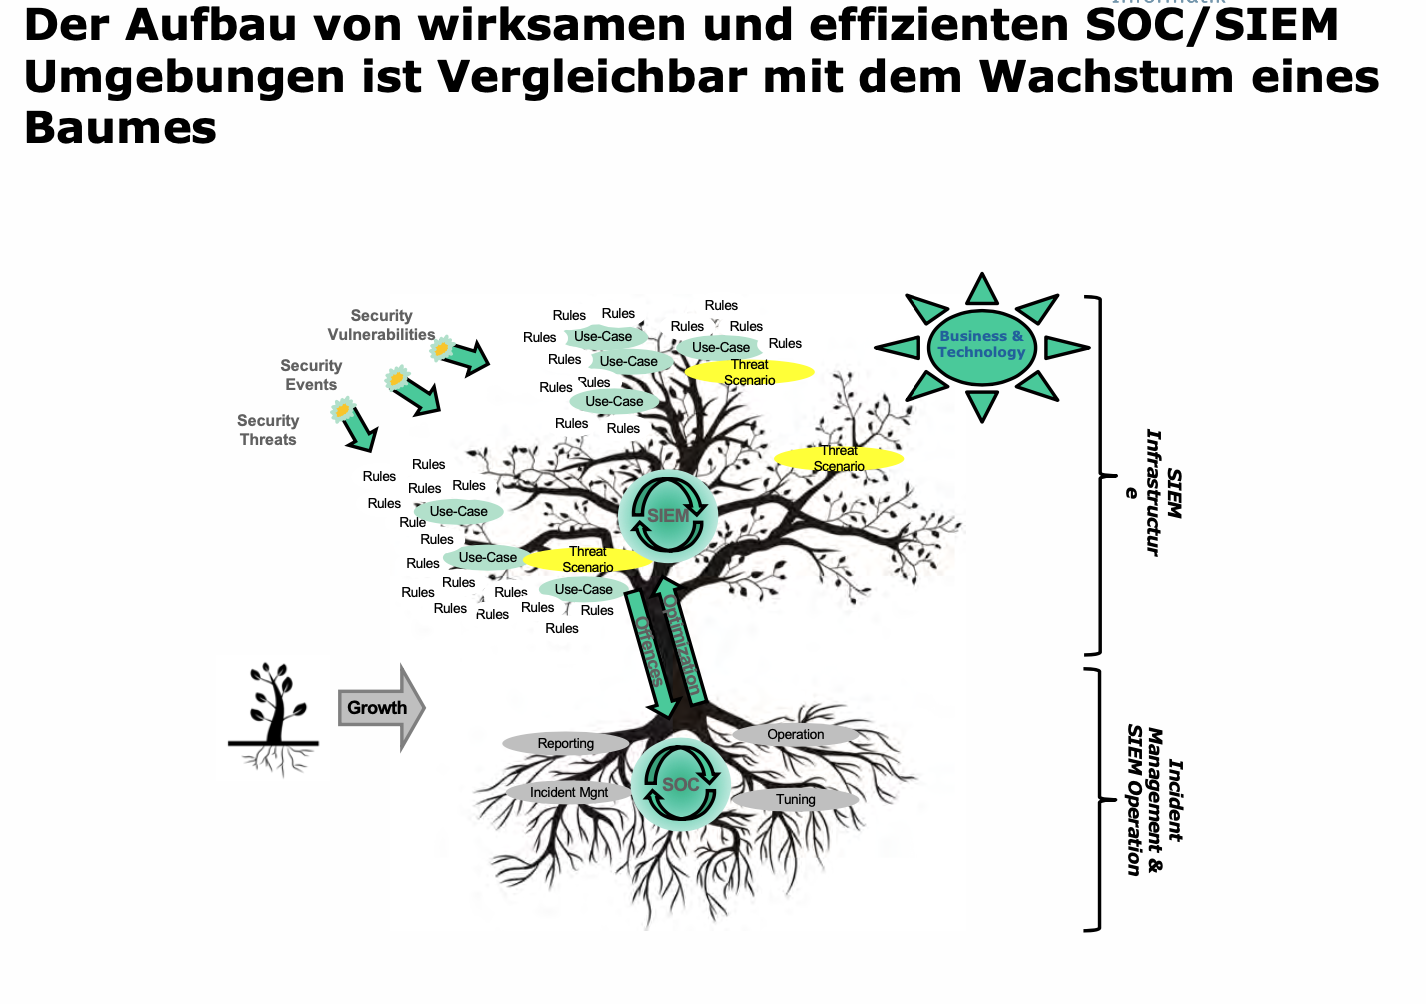 Der Aufbau von wirksamen und effizienten SOC/SIEM
Umgebungen ist Vergleichbar mit dem Wachstum eines
Baumes
Security
Vulnerabilities
Security
Events
Security
Threats
Rules
Rules
Rules
Rules
Rules
Rules
Use-Case
Use-Case
Rules
Rules
Use-Case
Threat
Scenario
Rules
Rules
Use-Case
Rules
Rules
Business &
Technology
Threat
Scenario
Rules
Rules
Rules
Rules
Rules
Use-Case
Rule
Rules
Rules
Use-Case
Threat
Scenario
Rules
Rules
Rules
Use-Case
Rules
Rules
Rules
Rules
Rules
SIEM
Offences
Optimization
Growth
Reporting
Operation
SOC
Incident Mgnt
Tuning
SIEM
Infrastructur
e
Incident
Management &
SIEM Operation